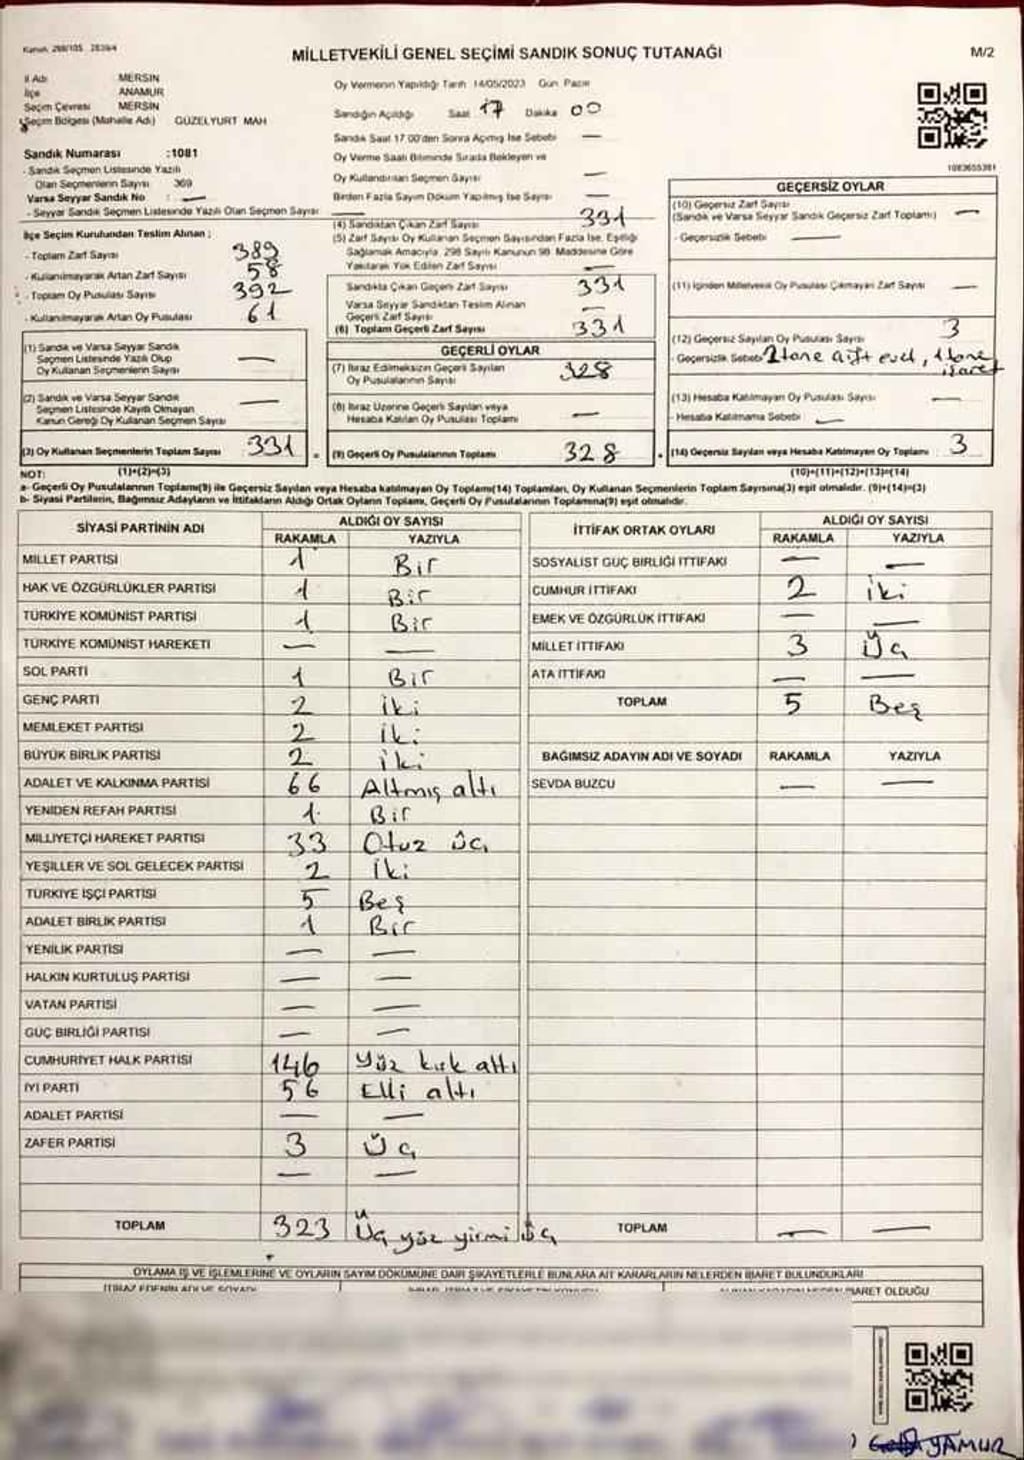 Kanun: 298/105 2839/4
MİLLETVEKİLİ GENEL SEÇİMİ SANDIK SONUÇ TUTANAĞI
M/2
İl Adı MERSİN
İlçe ANAMUR
Seçim Çevresi MERSİN
Seçim Bölgesi (Mahalle Adı) GÜZELYURT MAH
Oy Vermenin Yapıldığı Tarih 14/05/2023 Gün Pazar
Sandığın Açıldığı Saat 17 Dakika 00
Sandık Saat 17.00'den Sonra Açılmış İse Sebebi —
Oy Verme Saati Bitiminde Sırada Bekleyen ve
Oy Kullandırılan Seçmen Sayısı —
Birden Fazla Sayım Döküm Yapılmış İse Sayısı —
Sandık Numarası :1081
- Sandık Seçmen Listesinde Yazılı
Olan Seçmenlerin Sayısı 369
Varsa Seyyar Sandık No : —
- Seyyar Sandık Seçmen Listesinde Yazılı Olan Seçmen Sayısı —
İlçe Seçim Kurulundan Teslim Alınan :
- Toplam Zarf Sayısı 389
- Kullanılmayarak Artan Zarf Sayısı 58
- Toplam Oy Pusulası Sayısı 392
- Kullanılmayarak Artan Oy Pusulası 61
(1) Sandık ve Varsa Seyyar Sandık
Seçmen Listesinde Yazılı Olup
Oy Kullanan Seçmenlerin Sayısı —
(2) Sandık ve Varsa Seyyar Sandık
Seçmen Listesinde Kayıtlı Olmayan
Kanun Gereği Oy Kullanan Seçmen Sayısı —
(3) Oy Kullanan Seçmenlerin Toplam Sayısı 331
(1)+(2)=(3)
(4) Sandıktan Çıkan Zarf Sayısı 331
(5) Zarf Sayısı Oy Kullanan Seçmen Sayısından Fazla İse, Eşitliği
Sağlamak Amacıyla, 298 Sayılı Kanunun 98. Maddesine Göre
Yakılarak Yok Edilen Zarf Sayısı —
Sandıkta Çıkan Geçerli Zarf Sayısı 331
Varsa Seyyar Sandıktan Teslim Alınan
Geçerli Zarf Sayısı —
(6) Toplam Geçerli Zarf Sayısı 331
GEÇERLİ OYLAR
(7) İtiraz Edilmeksizin Geçerli Sayılan
Oy Pusulalarının Sayısı 328
(8) İtiraz Üzerine Geçerli Sayılan veya
Hesaba Katılan Oy Pusulası Toplamı —
(9) Geçerli Oy Pusulalarının Toplamı 328
1083655381
GEÇERSİZ OYLAR
(10) Geçersiz Zarf Sayısı
(Sandık ve Varsa Seyyar Sandık Geçersiz Zarf Toplamı) —
- Geçersizlik Sebebi —
(11) İçinden Milletvekili Oy Pusulası Çıkmayan Zarf Sayısı —
(12) Geçersiz Sayılan Oy Pusulası Sayısı 3
- Geçersizlik Sebebi 2 tane çift evet, 1 tane
işaret
(13) Hesaba Katılmayan Oy Pusulası Sayısı —
- Hesaba Katılmama Sebebi —
(14) Geçersiz Sayılan veya Hesaba Katılmayan Oy Toplamı 3
(10)+(11)+(12)+(13)=(14)
NOT:
a- Geçerli Oy Pusulalarının Toplamı(9) ile Geçersiz Sayılan veya Hesaba katılmayan Oy Toplamı(14) Toplamları, Oy Kullanan Seçmenlerin Toplam Sayısına(3) eşit olmalıdır. (9)+(14)=(3)
b- Siyasi Partilerin, Bağımsız Adayların ve İttifakların Aldığı Ortak Oyların Toplamı, Geçerli Oy Pusulalarının Toplamına(9) eşit olmalıdır.
SİYASİ PARTİNİN ADI ALDIĞI OY SAYISI
RAKAMLA YAZIYLA
MİLLET PARTİSİ 1 Bir
HAK VE ÖZGÜRLÜKLER PARTİSİ 1 Bir
TÜRKİYE KOMÜNİST PARTİSİ 1 Bir
TÜRKİYE KOMÜNİST HAREKETİ — —
SOL PARTİ 1 Bir
GENÇ PARTİ 2 İki
MEMLEKET PARTİSİ 2 İki
BÜYÜK BİRLİK PARTİSİ 2 İki
ADALET VE KALKINMA PARTİSİ 66 Altmış altı
YENİDEN REFAH PARTİSİ 1 Bir
MİLLİYETÇİ HAREKET PARTİSİ 33 Otuz üç
YEŞİLLER VE SOL GELECEK PARTİSİ 2 İki
TÜRKİYE İŞÇİ PARTİSİ 5 Beş
ADALET BİRLİK PARTİSİ 1 Bir
YENİLİK PARTİSİ — —
HALKIN KURTULUŞ PARTİSİ — —
VATAN PARTİSİ — —
GÜÇ BİRLİĞİ PARTİSİ — —
CUMHURİYET HALK PARTİSİ 146 Yüz kırk altı
İYİ PARTİ 56 Elli altı
ADALET PARTİSİ — —
ZAFER PARTİSİ 3 Üç
— —
TOPLAM 323 Üç yüz yirmi üç
İTTİFAK ORTAK OYLARI ALDIĞI OY SAYISI
RAKAMLA YAZIYLA
SOSYALİST GÜÇ BİRLİĞİ İTTİFAKI — —
CUMHUR İTTİFAKI 2 İki
EMEK VE ÖZGÜRLÜK İTTİFAKI — —
MİLLET İTTİFAKI 3 Üç
ATA İTTİFAKI — —
TOPLAM 5 Beş
BAĞIMSIZ ADAYIN ADI VE SOYADI RAKAMLA YAZIYLA
SEVDA BUZCU — —
TOPLAM — —
OYLAMA İŞ VE İŞLEMLERİNE VE OYLARIN SAYIM DÖKÜMÜNE DAİR ŞİKAYETLERLE BUNLARA AİT KARARLARIN NELERDEN İBARET BULUNDUKLARI
İTİRAZ EDENİN ADI VE SOYADI
İBARET OLDUĞU
YAMUR